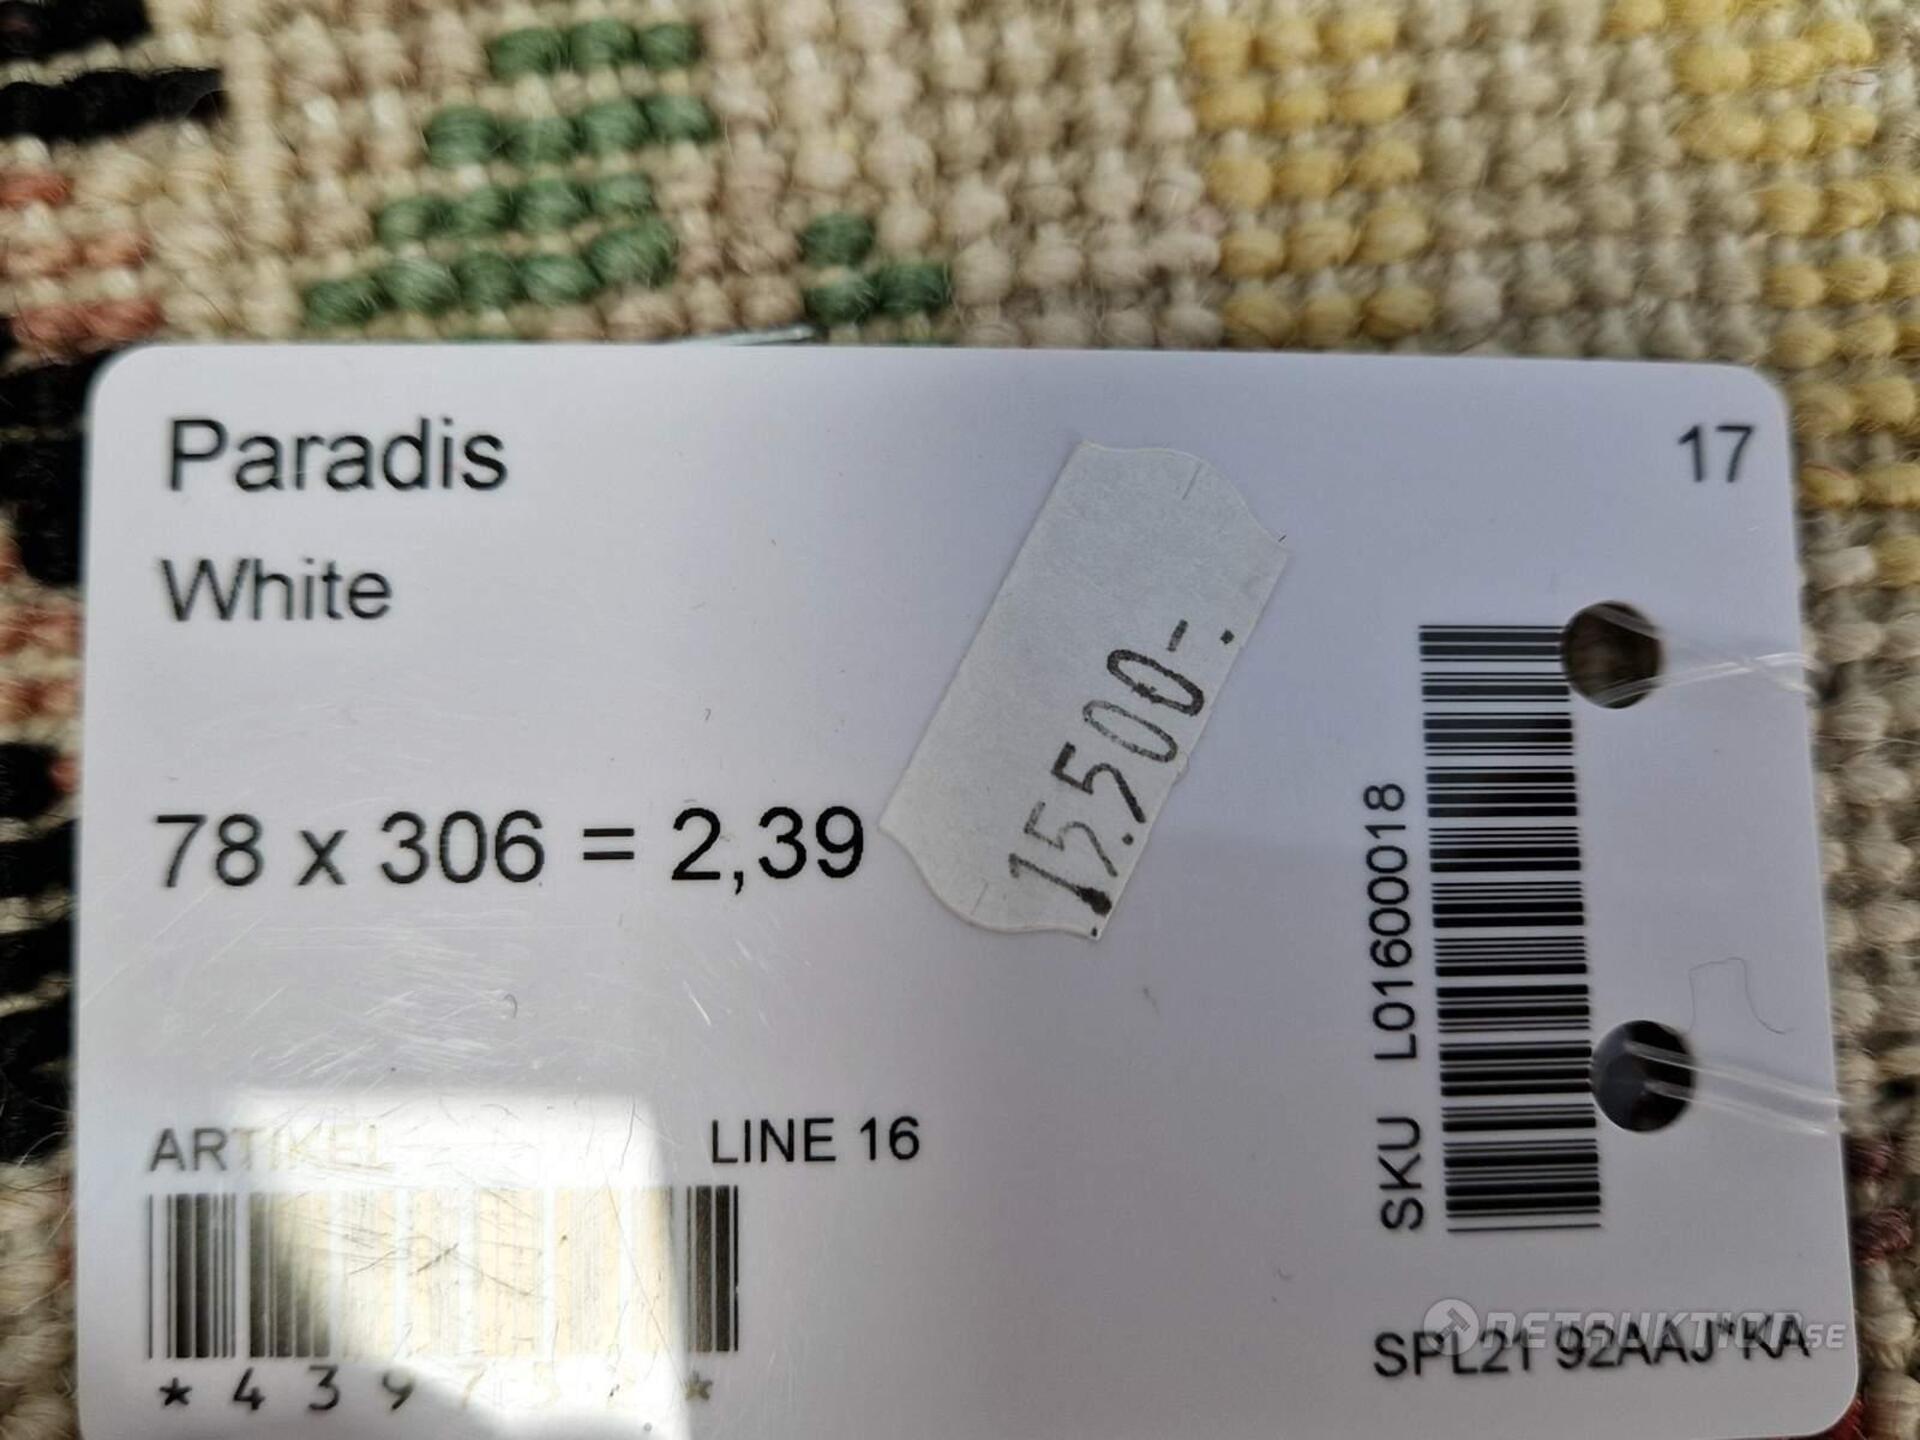 Paradis
17
White
15.500-.
78 x 306 = 2,39
SKU L01600018
ARTIKEL
LINE 16
SPL21 92AAJ*KA